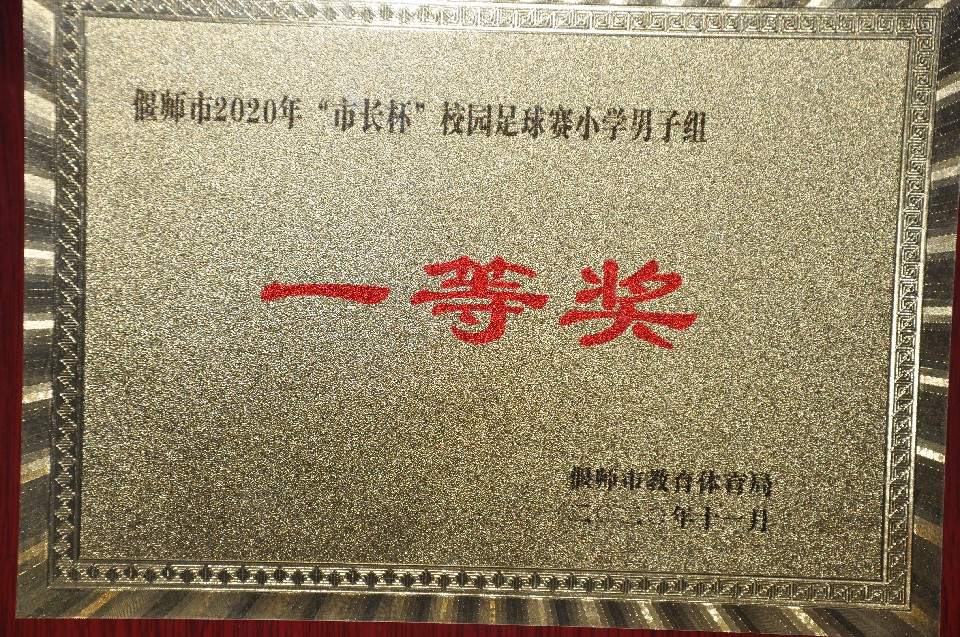 偃师市2020年“市长杯”校园足球赛小学男子组
一等奖
偃师市教育体育局
二〇二〇年十一月